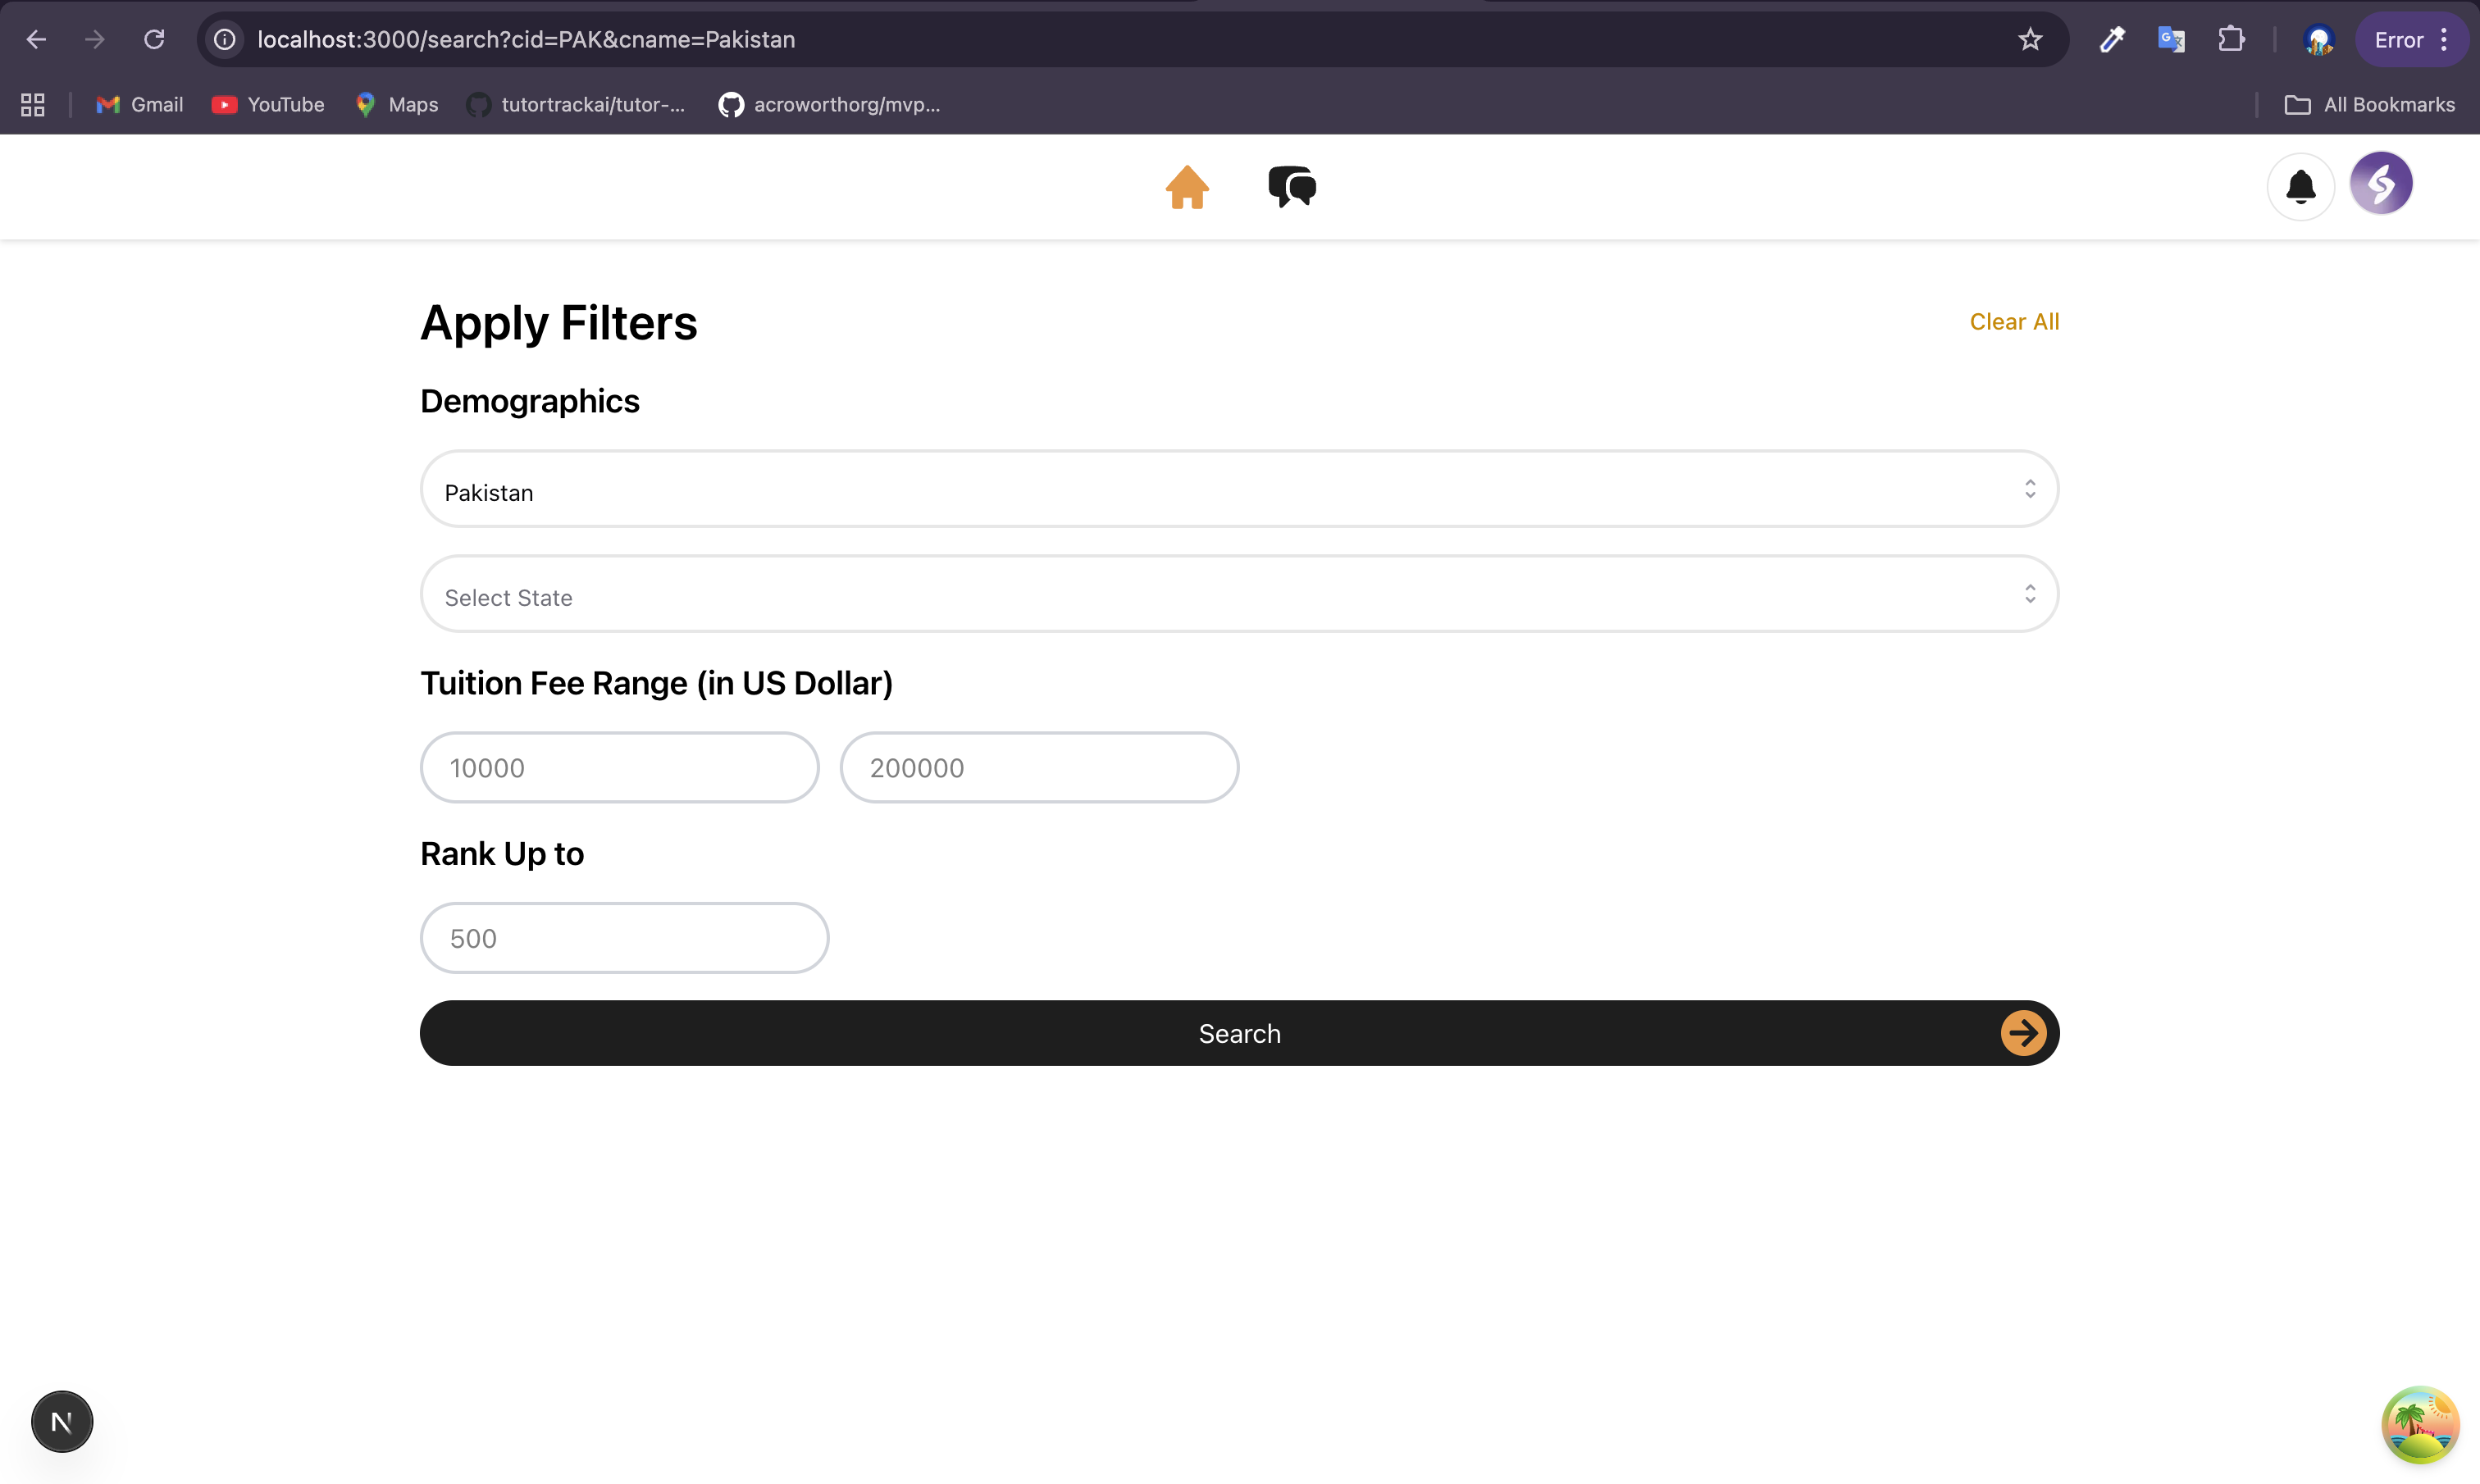 localhost:3000/search?cid=PAK&cname=Pakistan
Error
Gmail
YouTube
Maps
tutortrackai/tutor-...
acroworthorg/mvp...
All Bookmarks
Apply Filters
Clear All
Demographics
Pakistan
Select State
Tuition Fee Range (in US Dollar)
10000
200000
Rank Up to
500
Search
N